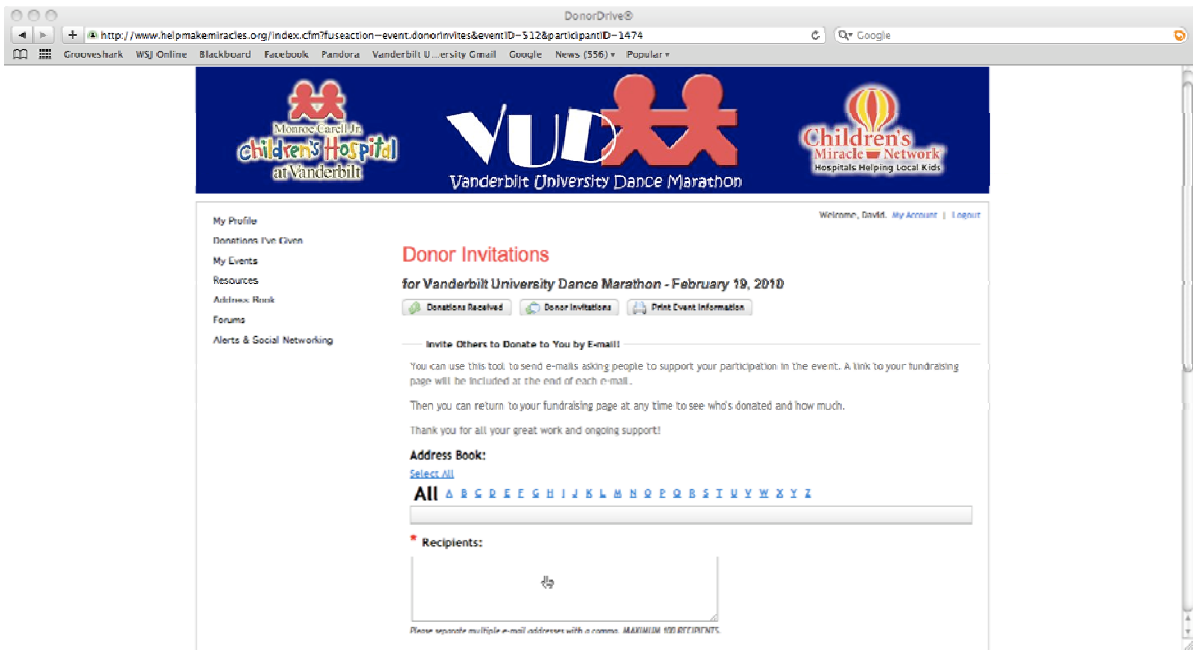 DonorDrive®
http://www.helpmakemiracles.org/index.cfm?fuseaction=event.donorInvites&eventID=512&participantID=1474
Google
Grooveshark WSJ Online Blackboard Facebook Pandora Vanderbilt U...ersity Gmail Google News (556) Popular
Monroe Carell Jr.
Children's Hospital
at Vanderbilt
VUD
Vanderbilt University Dance Marathon
Children's
Miracle Network
Hospitals Helping Local Kids
Welcome, David. My Account | Logout
My Profile
Donations I've Given
My Events
Resources
Address Book
Forums
Alerts & Social Networking
Donor Invitations
for Vanderbilt University Dance Marathon - February 19, 2010
Donations Received Donor Invitations Print Event Information
Invite Others to Donate to You by E-mail!
You can use this tool to send e-mails asking people to support your participation in the event. A link to your fundraising
page will be included at the end of each e-mail.
Then you can return to your fundraising page at any time to see who's donated and how much.
Thank you for all your great work and ongoing support!
Address Book:
Select All
All A B C D E F G H I J K L M N O P Q R S T U V W X Y Z
* Recipients:
Please separate multiple e-mail addresses with a comma. MAXIMUM 100 RECIPIENTS.